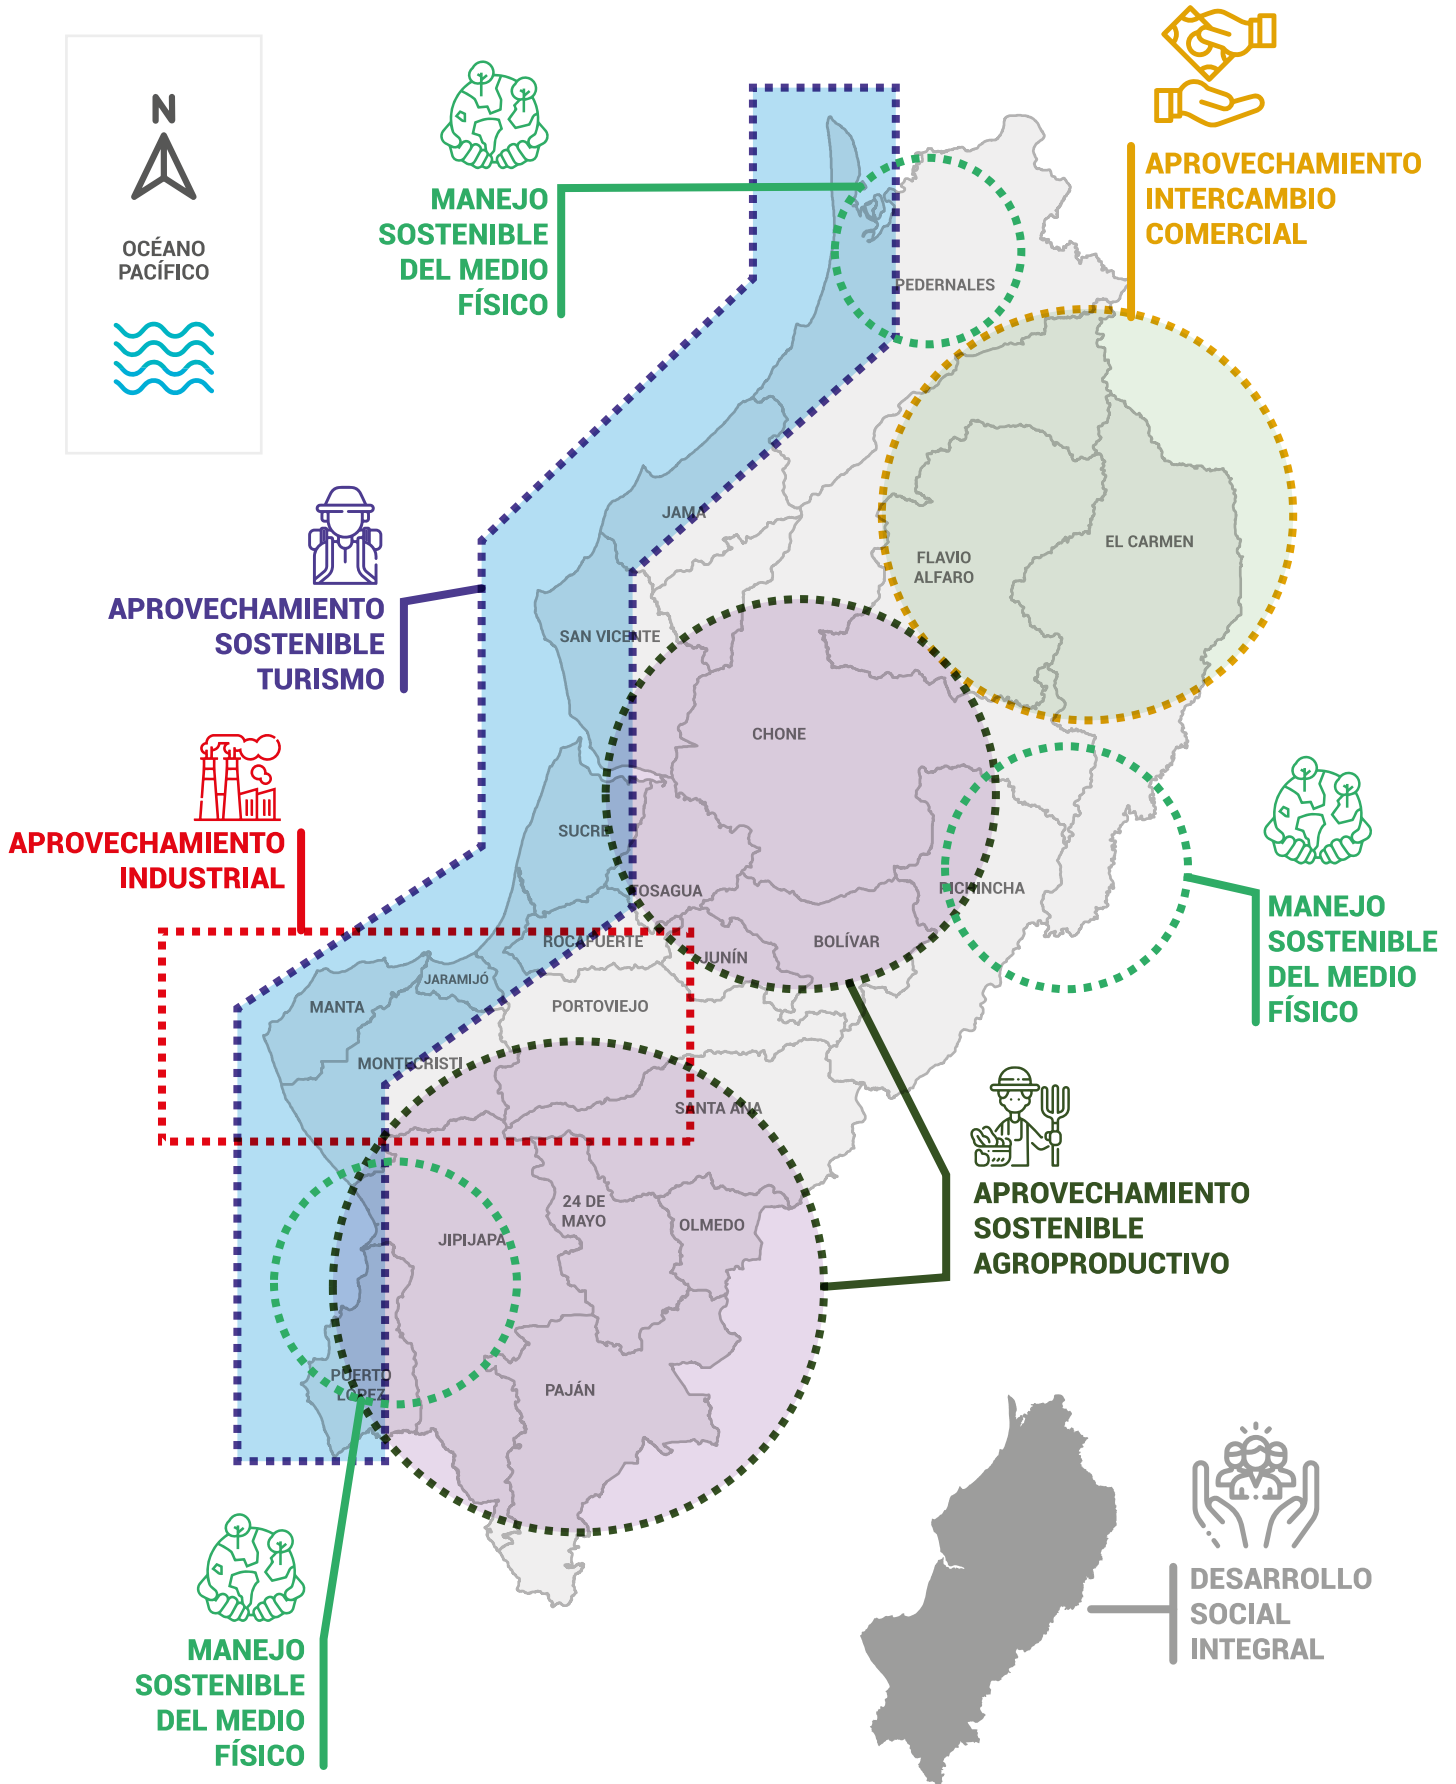 N
OCÉANO
PACÍFICO
MANEJO
SOSTENIBLE
DEL MEDIO
FÍSICO
APROVECHAMIENTO
INTERCAMBIO
COMERCIAL
PEDERNALES
JAMA
FLAVIO
ALFARO
EL CARMEN
APROVECHAMIENTO
SOSTENIBLE
TURISMO
SAN VICENTE
CHONE
APROVECHAMIENTO
INDUSTRIAL
SUCRE
TOSAGUA
PICHINCHA
MANEJO
SOSTENIBLE
DEL MEDIO
FÍSICO
ROCAFUERTE
JUNÍN
BOLÍVAR
JARAMIJÓ
MANTA
PORTOVIEJO
MONTECRISTI
SANTA ANA
APROVECHAMIENTO
SOSTENIBLE
AGROPRODUCTIVO
24 DE
MAYO
OLMEDO
JIPIJAPA
PUERTO
LOPEZ
PAJÁN
MANEJO
SOSTENIBLE
DEL MEDIO
FÍSICO
DESARROLLO
SOCIAL
INTEGRAL